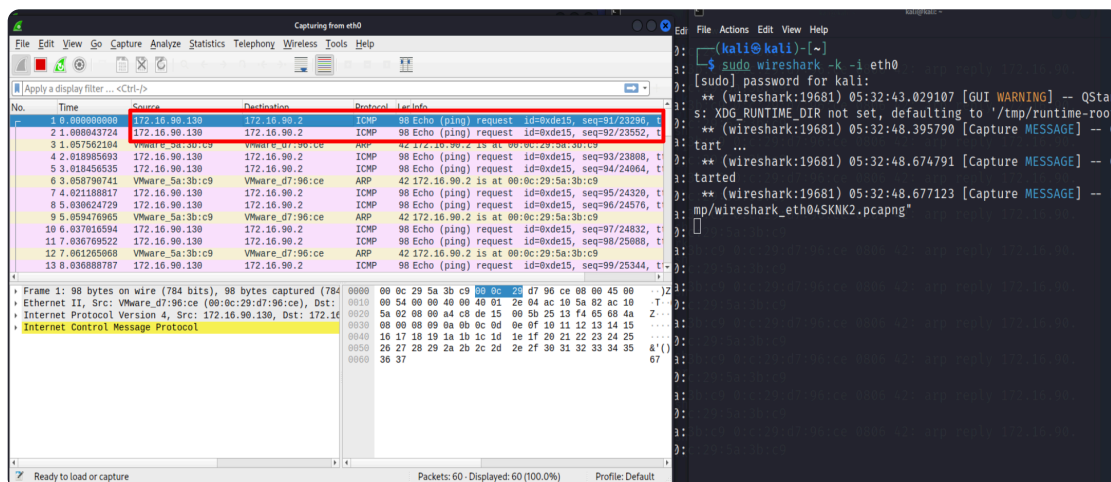 Capturing from eth0
File Edit View Go Capture Analyze Statistics Telephony Wireless Tools Help
Apply a display filter ... <Ctrl-/>
No. Time Source Destination Protocol Ler Info
1 0.000000000 172.16.90.130 172.16.90.2 ICMP 98 Echo (ping) request id=0xde15, seq=91/23296, t
2 1.008043724 172.16.90.130 172.16.90.2 ICMP 98 Echo (ping) request id=0xde15, seq=92/23552, t
3 1.057562104 VMware_5a:3b:c9 VMware_d7:96:ce ARP 42 172.16.90.2 is at 00:0c:29:5a:3b:c9
4 2.018985693 172.16.90.130 172.16.90.2 ICMP 98 Echo (ping) request id=0xde15, seq=93/23808, t
5 3.018456535 172.16.90.130 172.16.90.2 ICMP 98 Echo (ping) request id=0xde15, seq=94/24064, t
6 3.058790741 VMware_5a:3b:c9 VMware_d7:96:ce ARP 42 172.16.90.2 is at 00:0c:29:5a:3b:c9
7 4.021188817 172.16.90.130 172.16.90.2 ICMP 98 Echo (ping) request id=0xde15, seq=95/24320, t
8 5.030624729 172.16.90.130 172.16.90.2 ICMP 98 Echo (ping) request id=0xde15, seq=96/24576, t
9 5.059476965 VMware_5a:3b:c9 VMware_d7:96:ce ARP 42 172.16.90.2 is at 00:0c:29:5a:3b:c9
10 6.037016594 172.16.90.130 172.16.90.2 ICMP 98 Echo (ping) request id=0xde15, seq=97/24832, t
11 7.036769522 172.16.90.130 172.16.90.2 ICMP 98 Echo (ping) request id=0xde15, seq=98/25088, t
12 7.061265068 VMware_5a:3b:c9 VMware_d7:96:ce ARP 42 172.16.90.2 is at 00:0c:29:5a:3b:c9
13 8.036888787 172.16.90.130 172.16.90.2 ICMP 98 Echo (ping) request id=0xde15, seq=99/25344, t
Frame 1: 98 bytes on wire (784 bits), 98 bytes captured (784
Ethernet II, Src: VMware_d7:96:ce (00:0c:29:d7:96:ce), Dst:
Internet Protocol Version 4, Src: 172.16.90.130, Dst: 172.16
Internet Control Message Protocol
0000 00 0c 29 5a 3b c9 00 0c 29 d7 96 ce 08 00 45 00 ··)Z
0010 00 54 00 00 40 00 40 01 2e 04 ac 10 5a 82 ac 10 ·T··
0020 5a 02 08 00 a4 c8 de 15 00 5b 25 13 f4 65 68 4a Z···
0030 08 00 08 09 0a 0b 0c 0d 0e 0f 10 11 12 13 14 15 ····
0040 16 17 18 19 1a 1b 1c 1d 1e 1f 20 21 22 23 24 25 ····
0050 26 27 28 29 2a 2b 2c 2d 2e 2f 30 31 32 33 34 35 &'()
0060 36 37 67
Ready to load or capture
Packets: 60 · Displayed: 60 (100.0%)
Profile: Default
kali@kali: ~
Edi
File Actions Edit View Help
(kali㉿kali)-[~]
$ sudo wireshark -k -i eth0
[sudo] password for kali:
** (wireshark:19681) 05:32:43.029107 [GUI WARNING] -- QSta
s: XDG_RUNTIME_DIR not set, defaulting to '/tmp/runtime-roo
** (wireshark:19681) 05:32:48.395790 [Capture MESSAGE] --
tart ...
** (wireshark:19681) 05:32:48.674791 [Capture MESSAGE] --
tarted
** (wireshark:19681) 05:32:48.677123 [Capture MESSAGE] --
mp/wireshark_eth04SKNK2.pcapng"